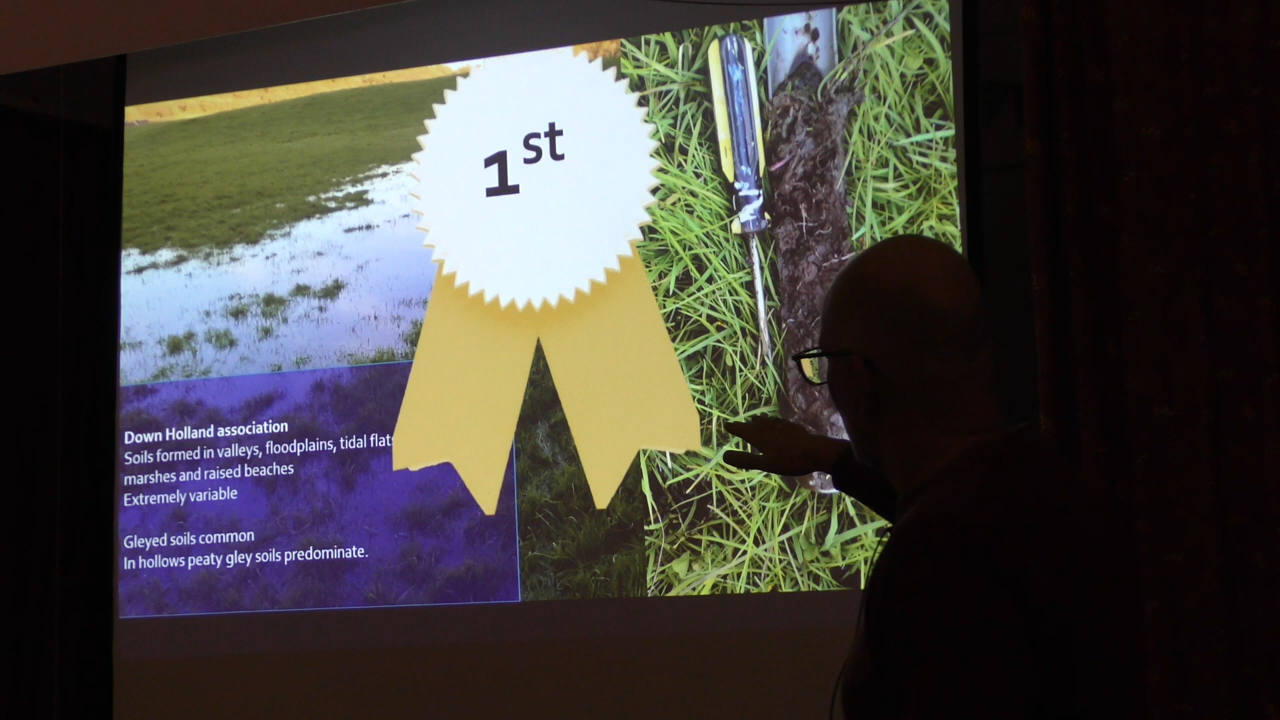 1st
Down Holland association
Soils formed in valleys, floodplains, tidal flats
marshes and raised beaches
Extremely variable
Gleyed soils common
In hollows peaty gley soils predominate.